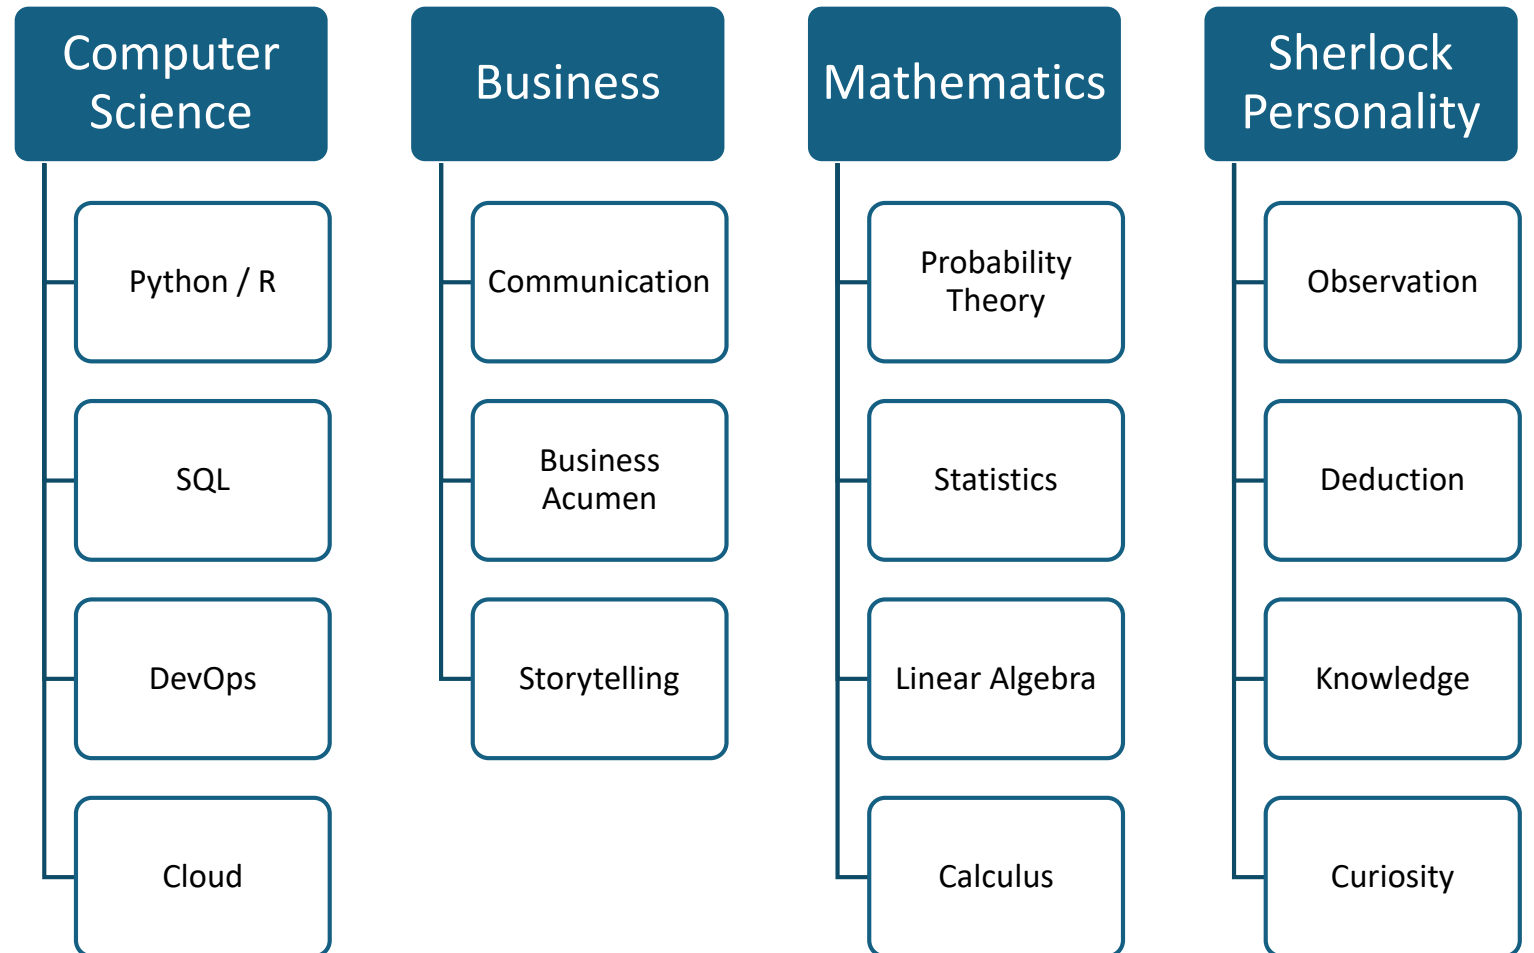 Computer
Science
Python / R
SQL
DevOps
Cloud
Business
Communication
Business
Acumen
Storytelling
Mathematics
Probability
Theory
Statistics
Linear Algebra
Calculus
Sherlock
Personality
Observation
Deduction
Knowledge
Curiosity